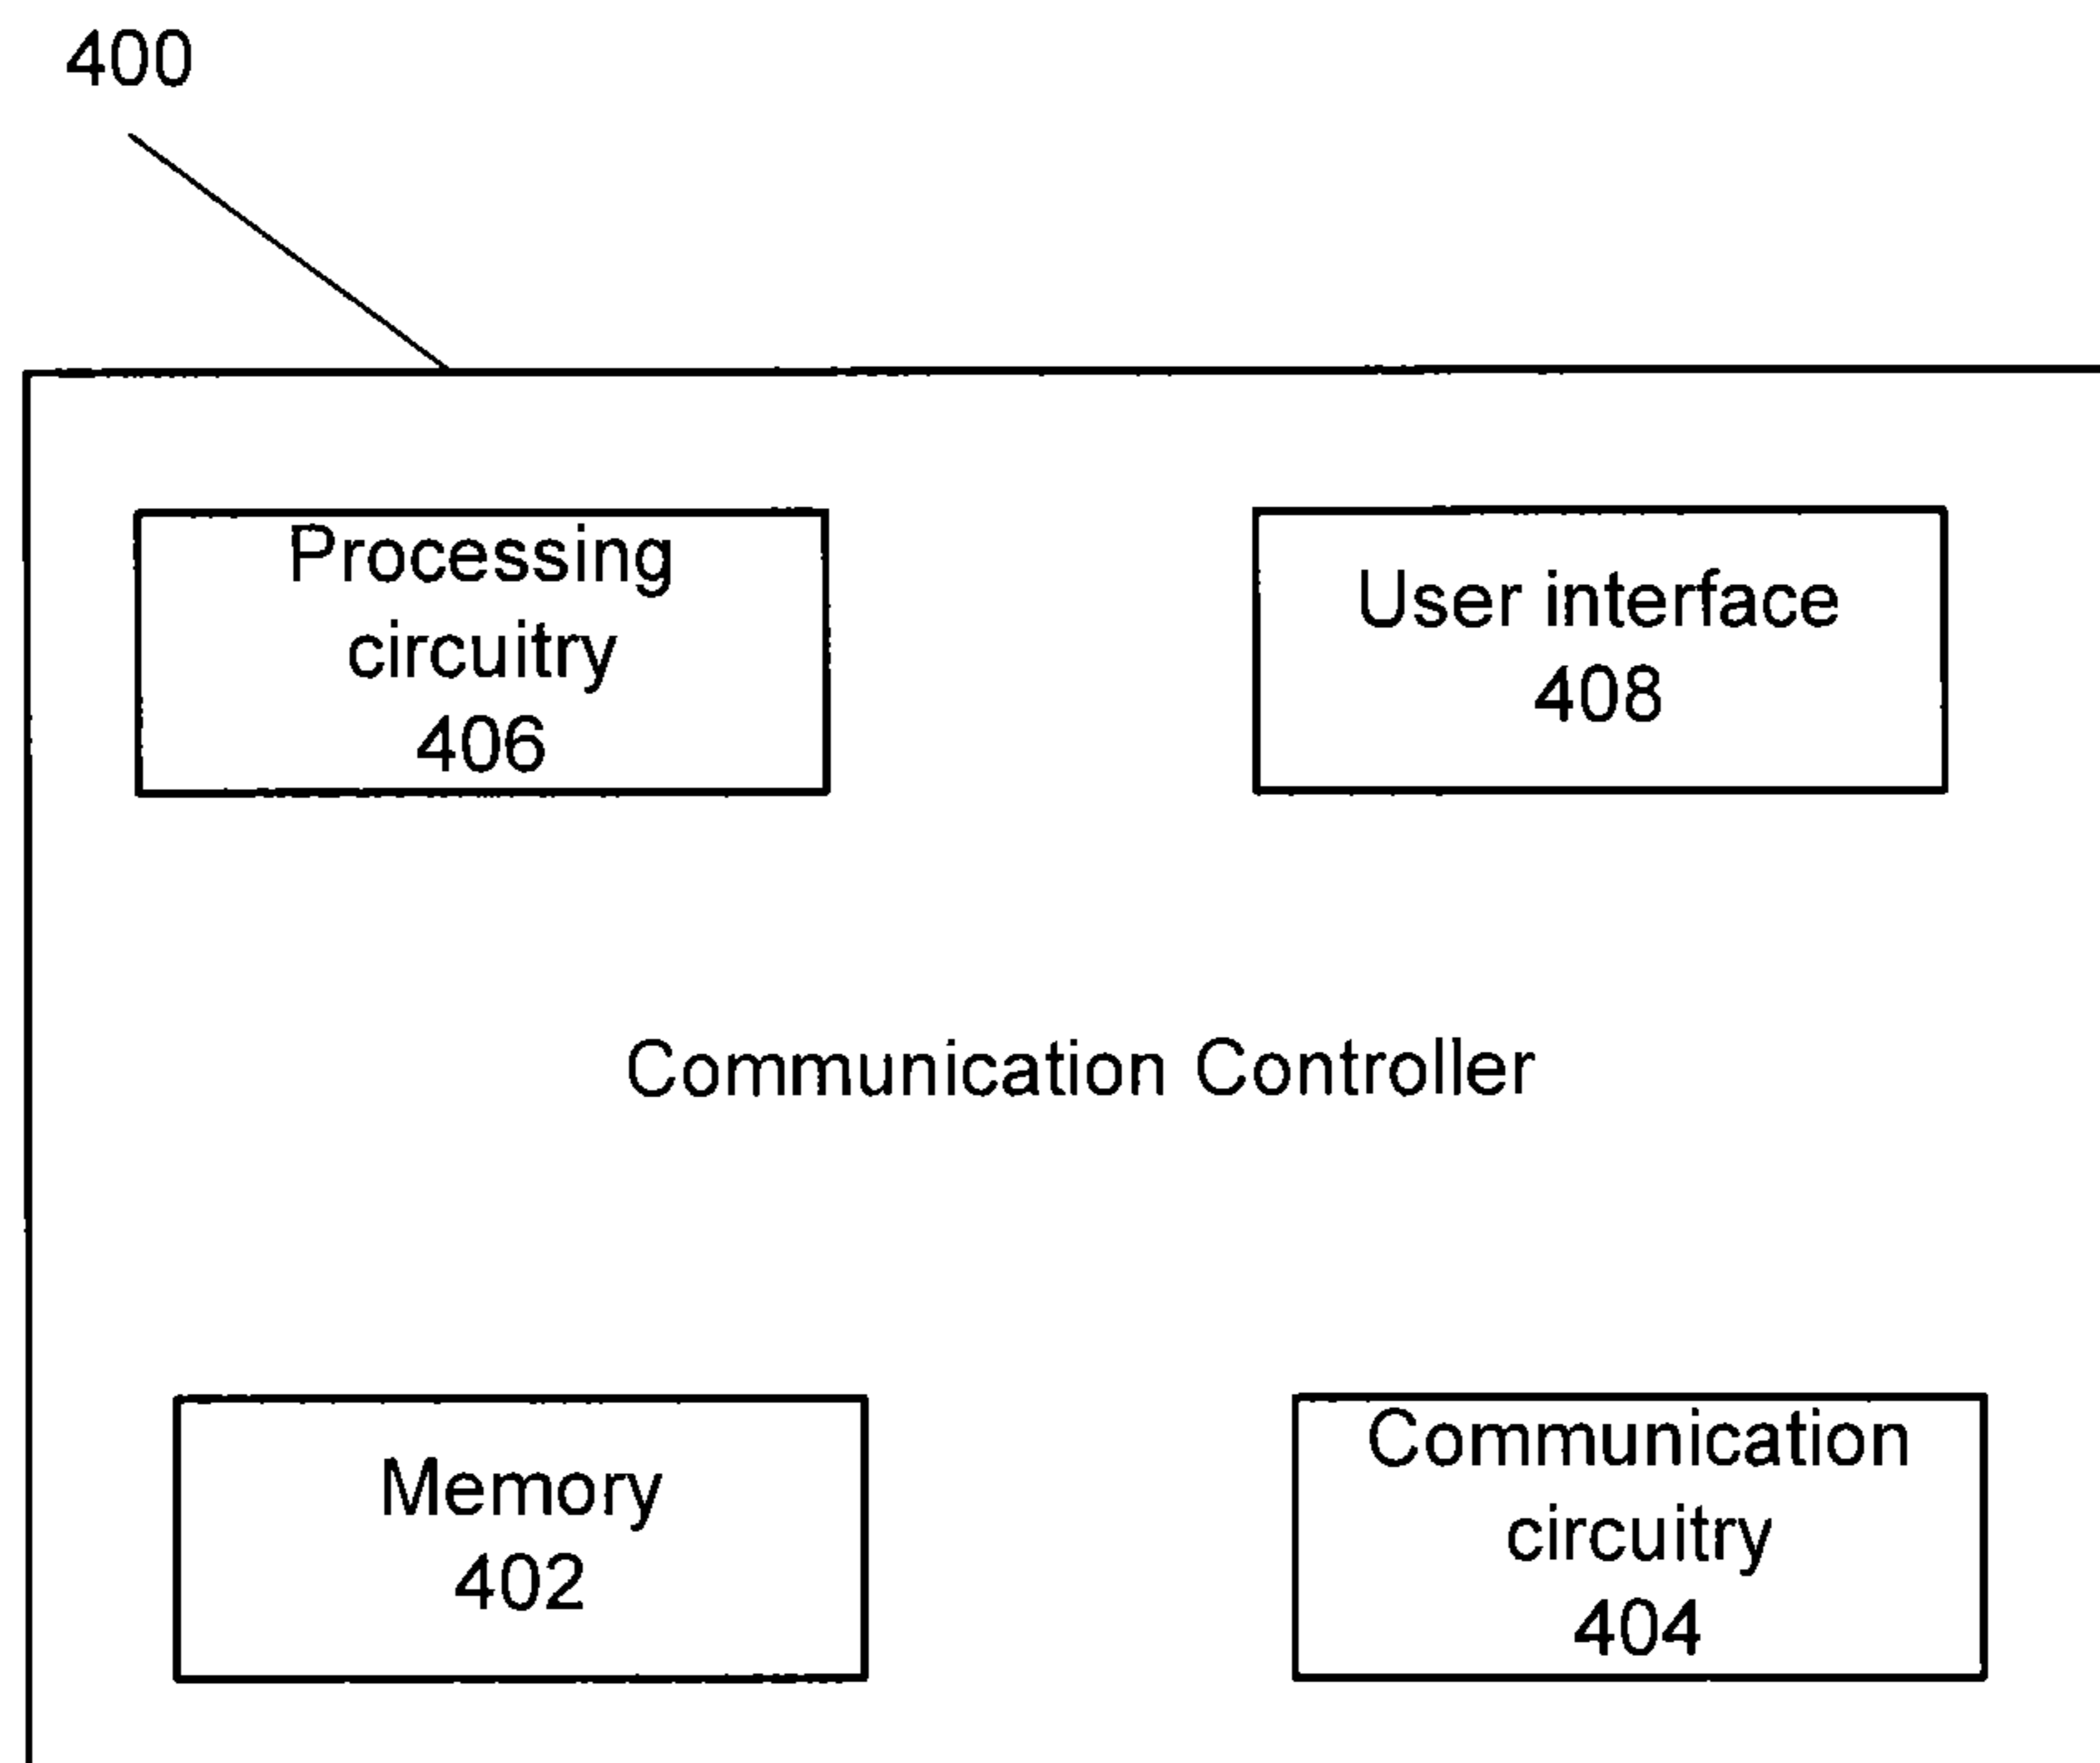 400
Processing
circuitry
406
User interface
408
Communication Controller
Memory
402
Communication
circuitry
404